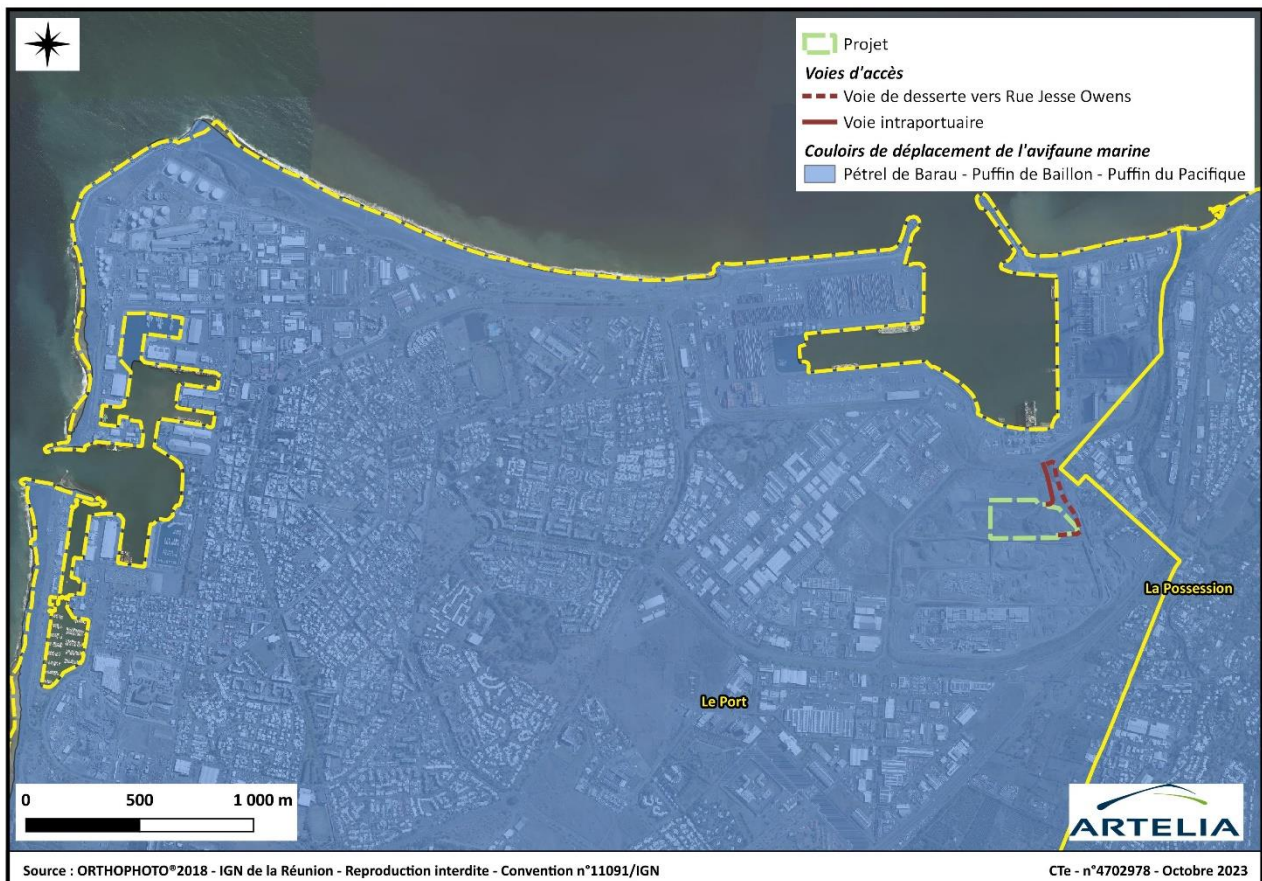 Projet
Voies d'accès
Voie de desserte vers Rue Jesse Owens
Voie intraportuaire
Couloirs de déplacement de l'avifaune marine
Pétrel de Barau - Puffin de Baillon - Puffin du Pacifique
La Possession
Le Port
0 500 1 000 m
ARTELIA
Source : ORTHOPHOTO®2018 - IGN de la Réunion - Reproduction interdite - Convention n°11091/IGN
CTe - n°4702978 - Octobre 2023